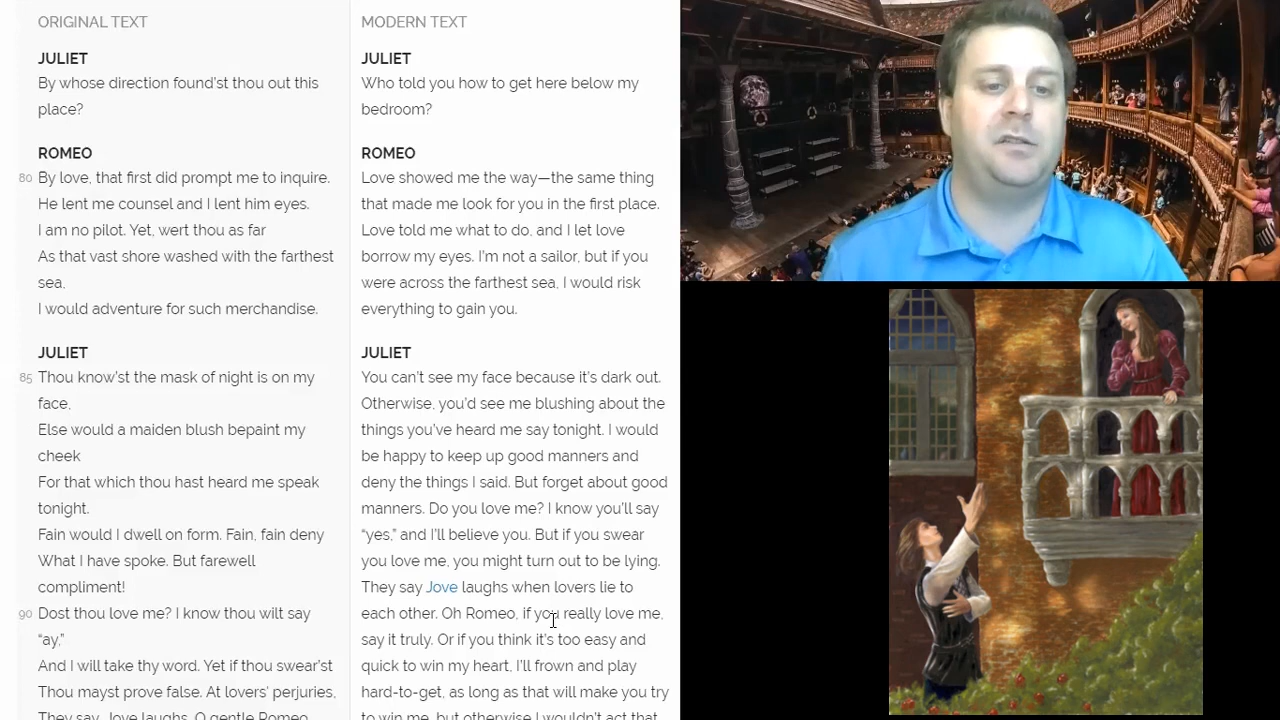 ORIGINAL TEXT
JULIET
By whose direction found'st thou out this
place?
ROMEO
80 By love, that first did prompt me to inquire.
He lent me counsel and I lent him eyes.
I am no pilot. Yet, wert thou as far
As that vast shore washed with the farthest
sea,
I would adventure for such merchandise.
JULIET
85 Thou know'st the mask of night is on my
face,
Else would a maiden blush bepaint my
cheek
For that which thou hast heard me speak
tonight.
Fain would I dwell on form. Fain, fain deny
What I have spoke. But farewell
compliment!
90 Dost thou love me? I know thou wilt say
“ay,”
And I will take thy word. Yet if thou swear'st
Thou mayst prove false. At lovers' perjuries,
They say, Jove laughs. O gentle Romeo,
MODERN TEXT
JULIET
Who told you how to get here below my
bedroom?
ROMEO
Love showed me the way—the same thing
that made me look for you in the first place.
Love told me what to do, and I let love
borrow my eyes. I'm not a sailor, but if you
were across the farthest sea, I would risk
everything to gain you.
JULIET
You can't see my face because it's dark out.
Otherwise, you'd see me blushing about the
things you've heard me say tonight. I would
be happy to keep up good manners and
deny the things I said. But forget about good
manners. Do you love me? I know you'll say
“yes,” and I'll believe you. But if you swear
you love me, you might turn out to be lying.
They say Jove laughs when lovers lie to
each other. Oh Romeo, if you really love me,
say it truly. Or if you think it's too easy and
quick to win my heart, I'll frown and play
hard-to-get, as long as that will make you try
to win me, but otherwise I wouldn't act that